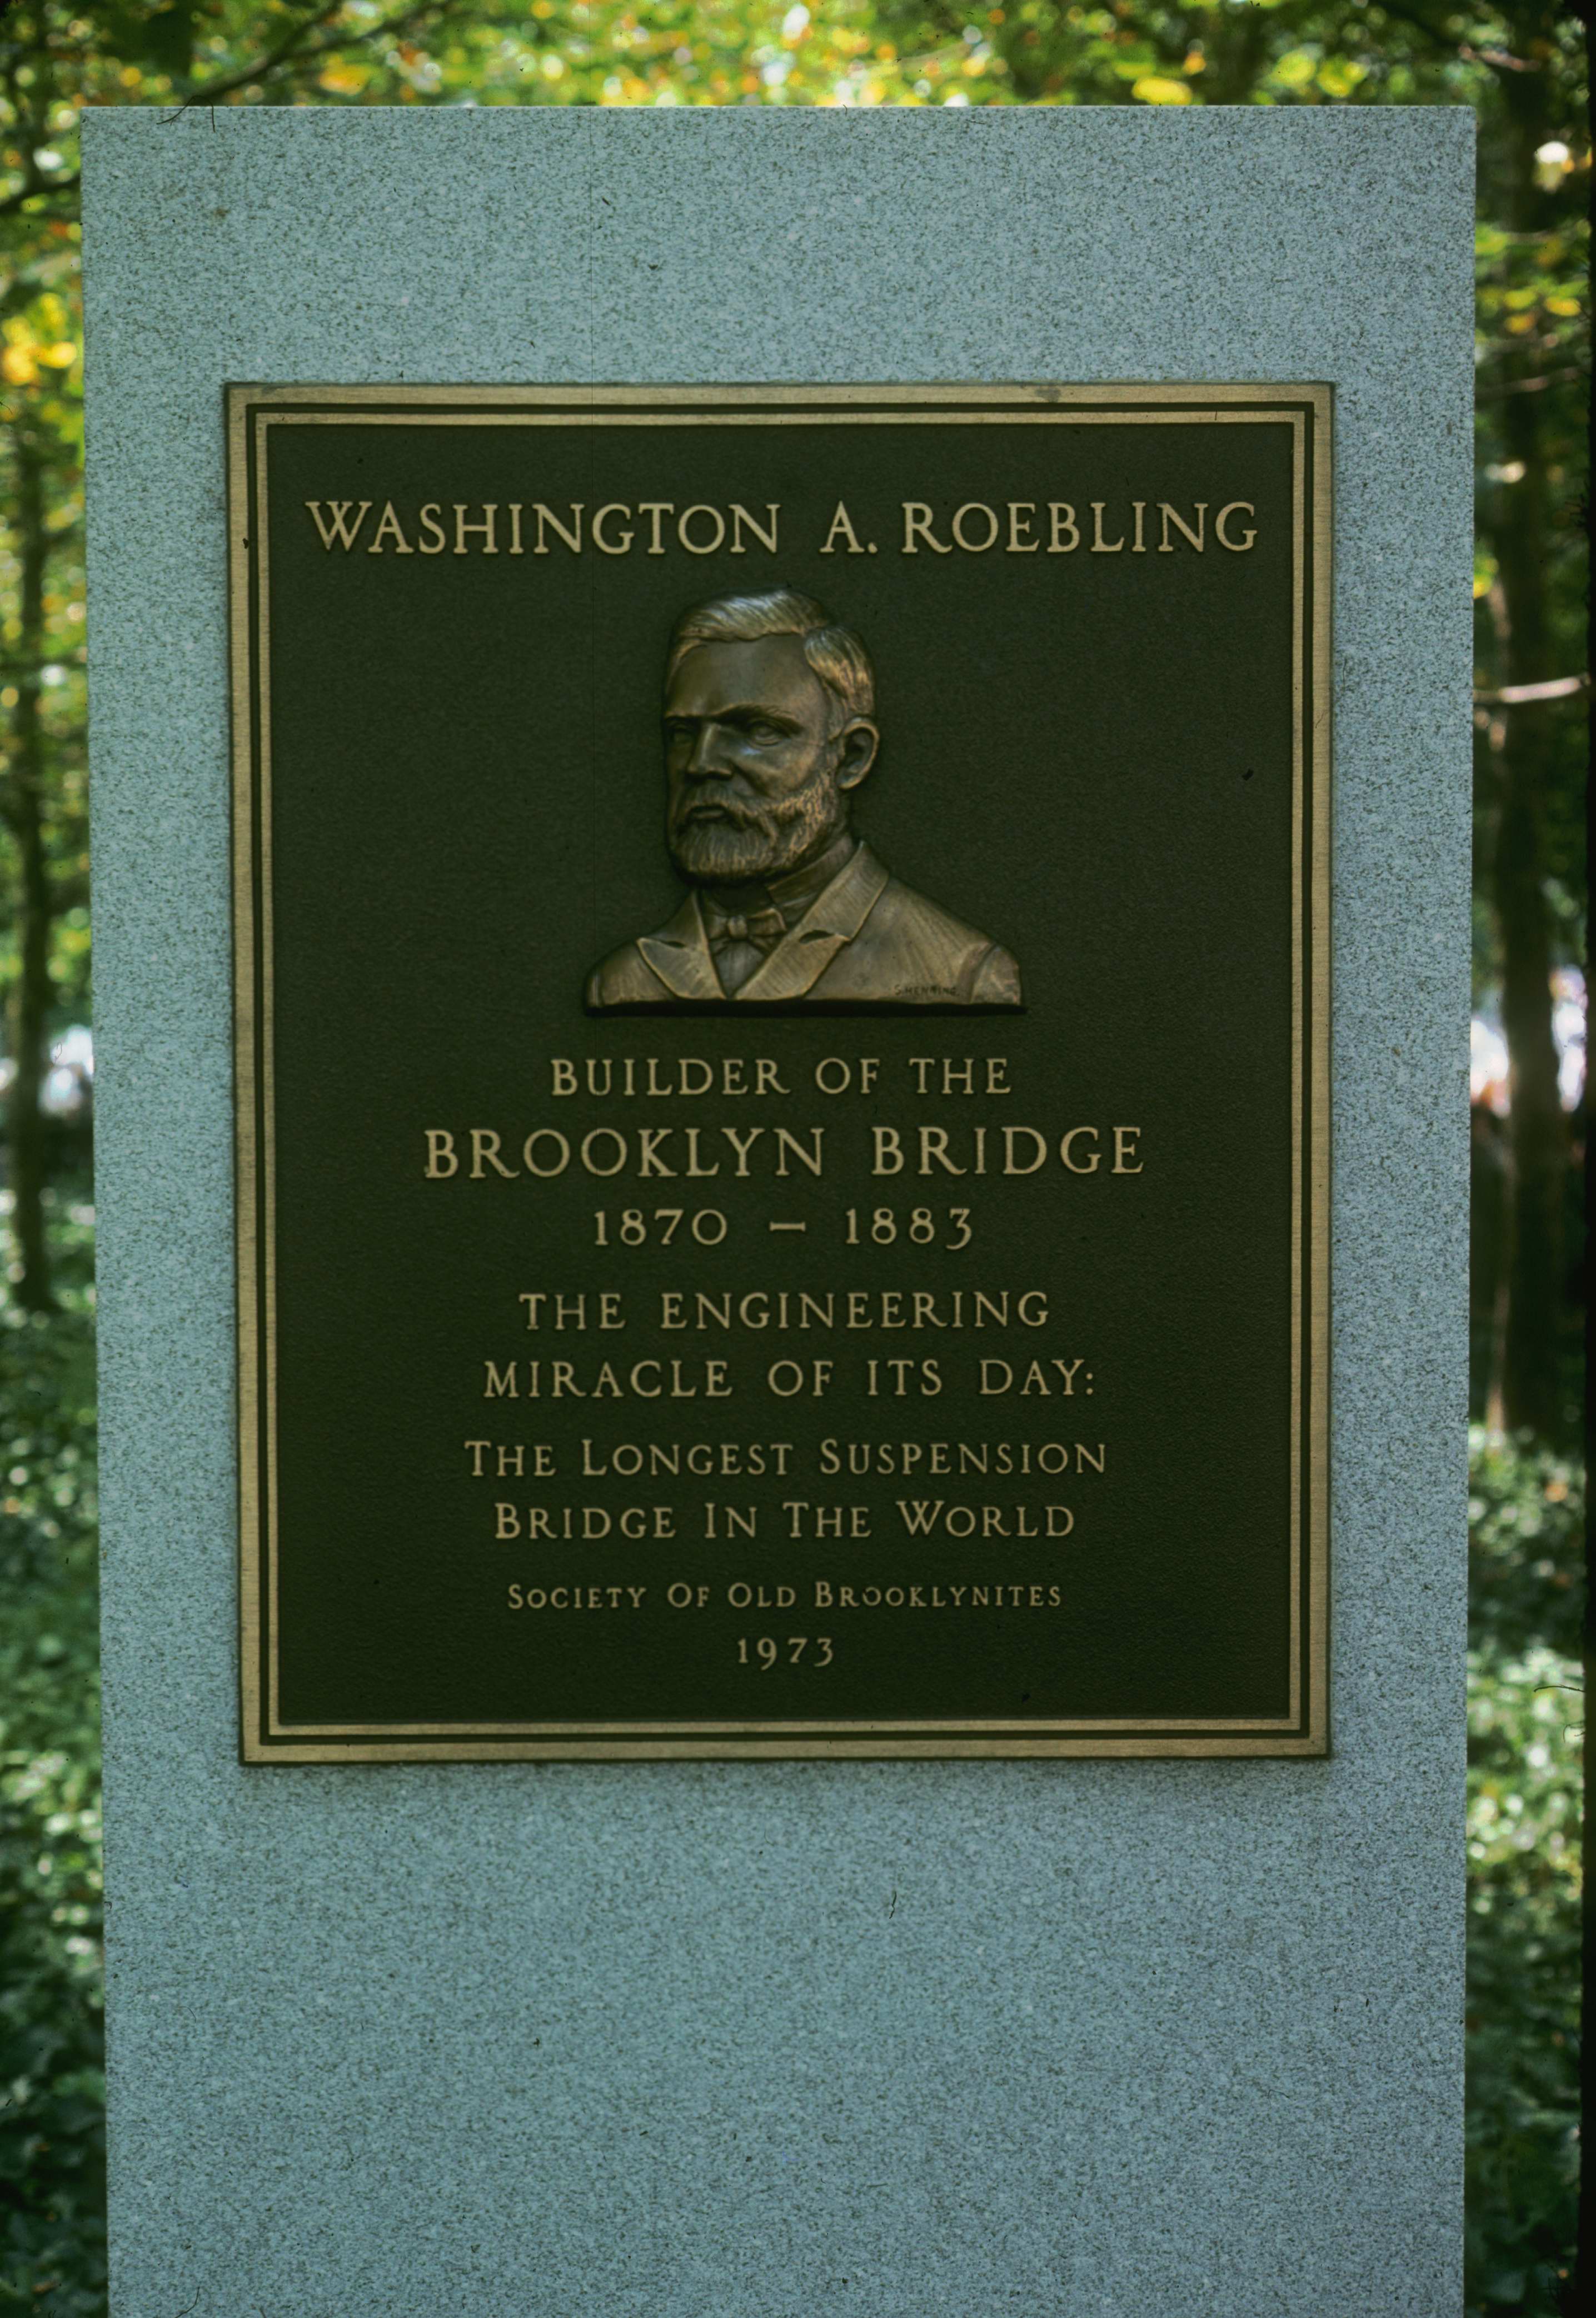 WASHINGTON A. ROEBLING
S. HENNING
BUILDER OF THE
BROOKLYN BRIDGE
1870 – 1883
THE ENGINEERING
MIRACLE OF ITS DAY:
THE LONGEST SUSPENSION
BRIDGE IN THE WORLD
SOCIETY OF OLD BROOKLYNITES
1973